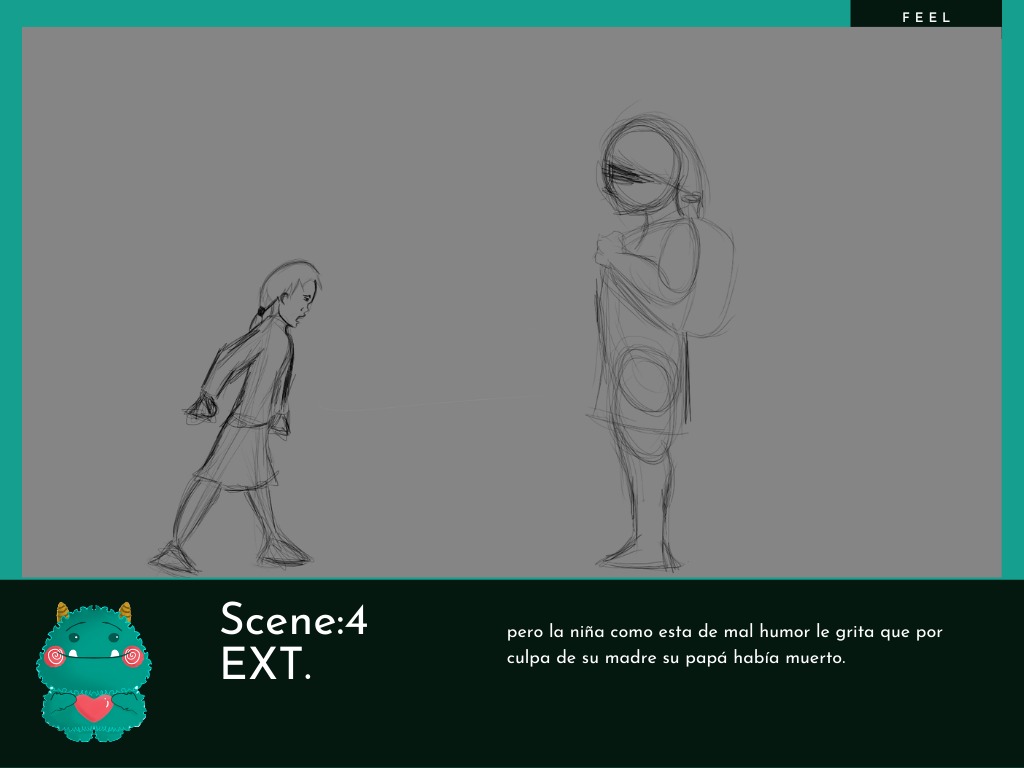 FEEL
Scene:4
EXT.
pero la niña como esta de mal humor le grita que por
culpa de su madre su papá había muerto.